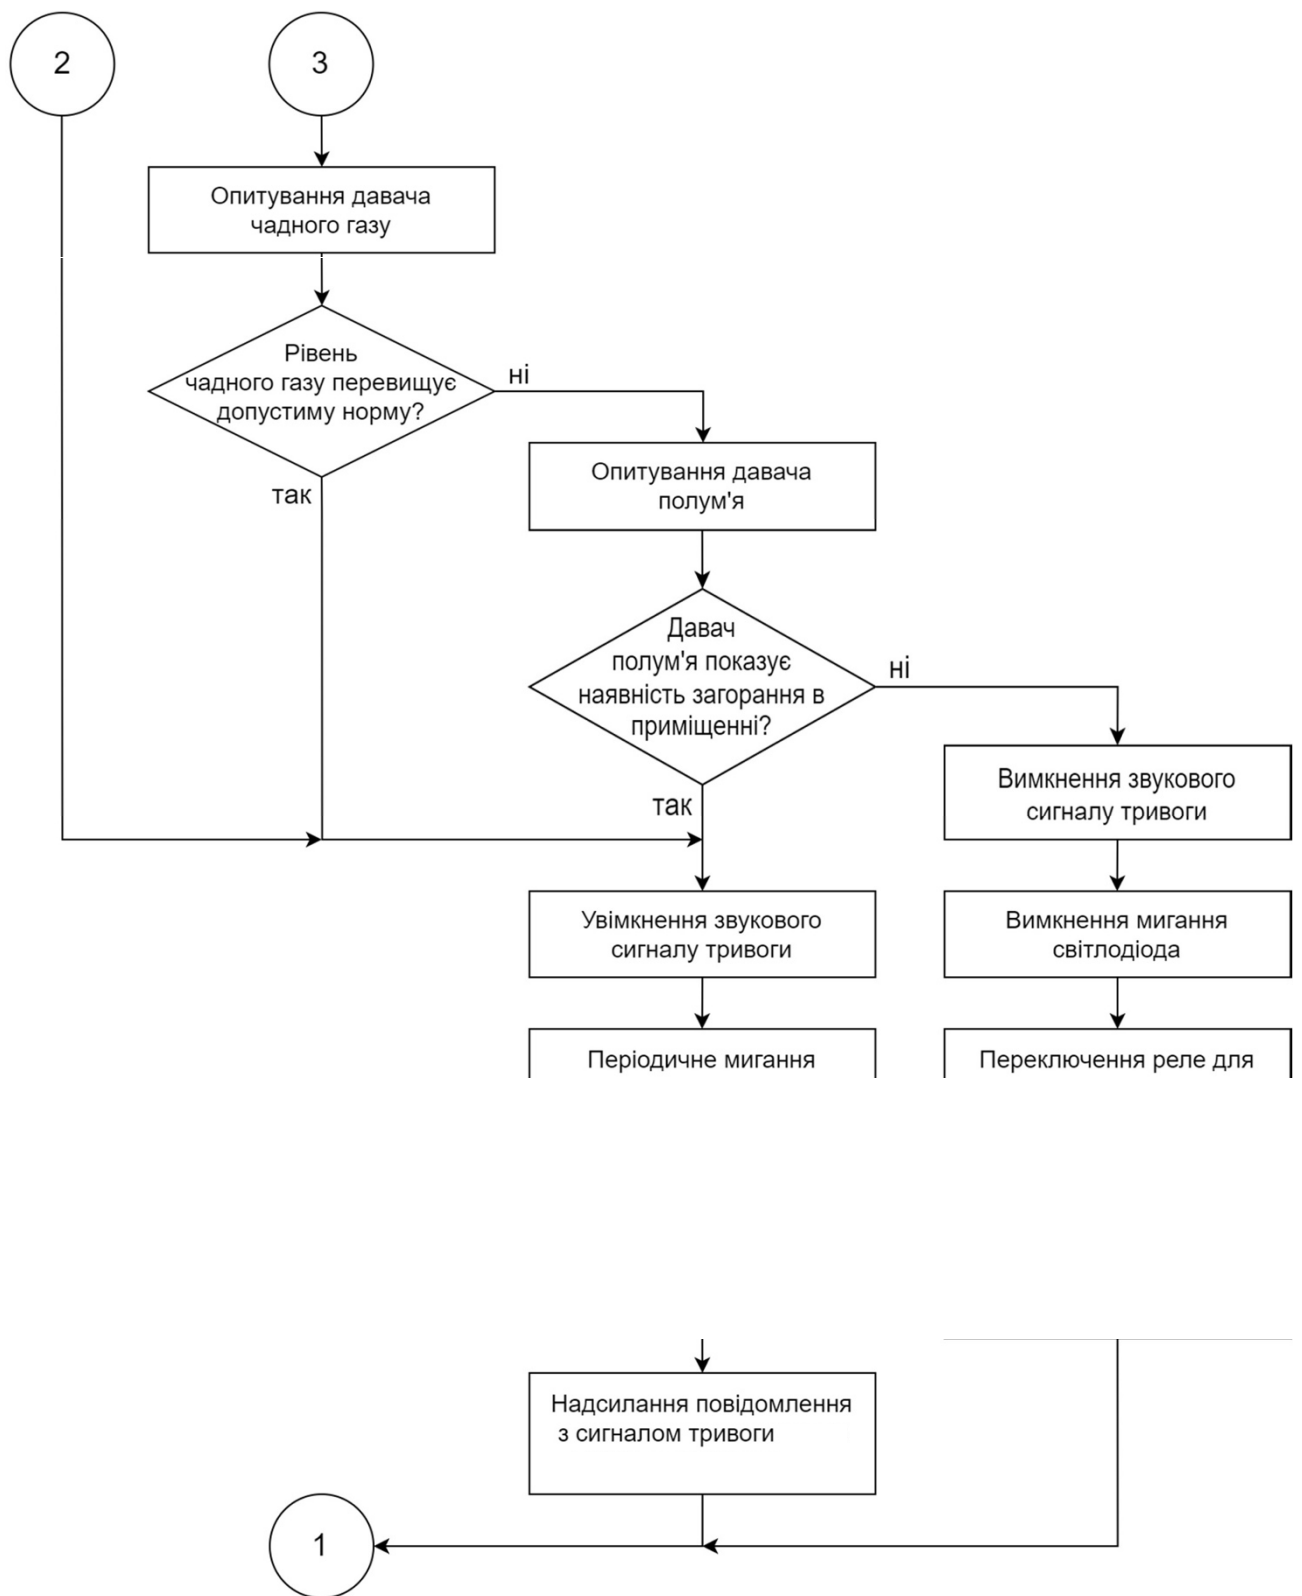 2
3
Опитування давача
чадного газу
Рівень
чадного газу перевищує
допустиму норму?
ні
так
Опитування давача
полум'я
Давач
полум'я показує
наявність загорання в
приміщенні?
ні
так
Вимкнення звукового
сигналу тривоги
Увімкнення звукового
сигналу тривоги
Вимкнення мигання
світлодіода
Періодичне мигання
Переключення реле для
Надсилання повідомлення
з сигналом тривоги
1